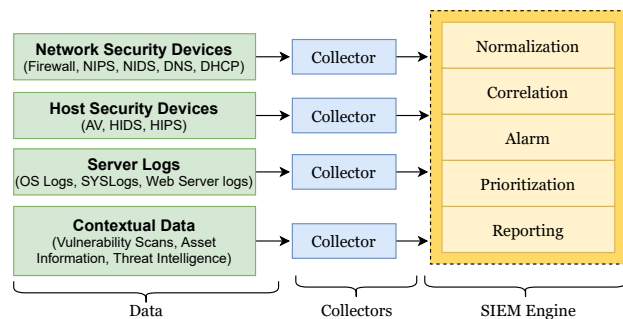 Network Security Devices
(Firewall, NIPS, NIDS, DNS, DHCP)
Collector
Host Security Devices
(AV, HIDS, HIPS)
Collector
Server Logs
(OS Logs, SYSLogs, Web Server logs)
Collector
Contextual Data
(Vulnerability Scans, Asset
Information, Threat Intelligence)
Collector
Normalization
Correlation
Alarm
Prioritization
Reporting
Data
Collectors
SIEM Engine